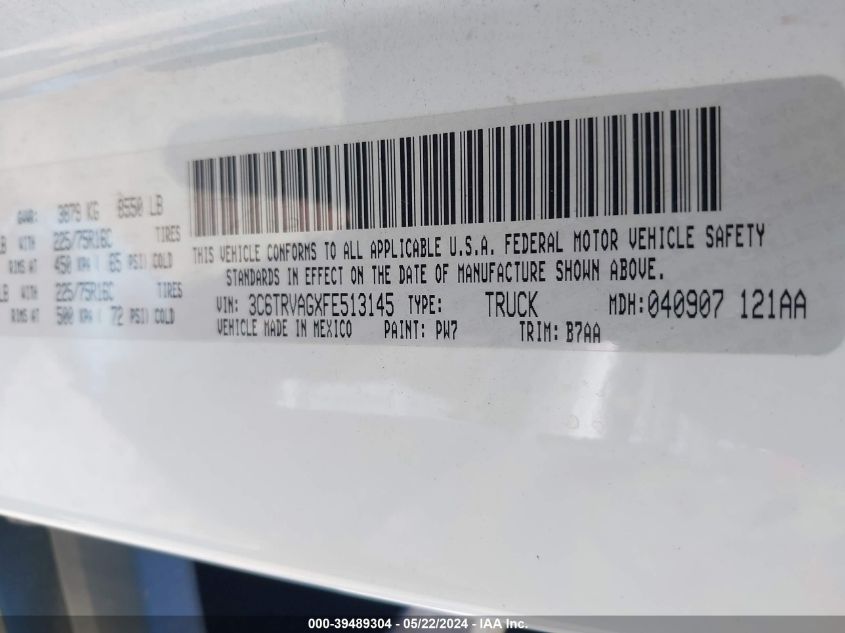 GVWR: 3879 KG 8550 LB
LB WITH 225/75R16C TIRES
RIMS AT 450 KPA ( 65 PSI) COLD
LB WITH 225/75R16C TIRES
RIMS AT 500 KPA ( 72 PSI) COLD
THIS VEHICLE CONFORMS TO ALL APPLICABLE U.S.A. FEDERAL MOTOR VEHICLE SAFETY
STANDARDS IN EFFECT ON THE DATE OF MANUFACTURE SHOWN ABOVE.
VIN: 3C6TRVAGXFE513145 TYPE: TRUCK MDH:040907 121AA
VEHICLE MADE IN MEXICO PAINT: PW7 TRIM: B7AA
000-39489304 - 05/22/2024 - IAA Inc.